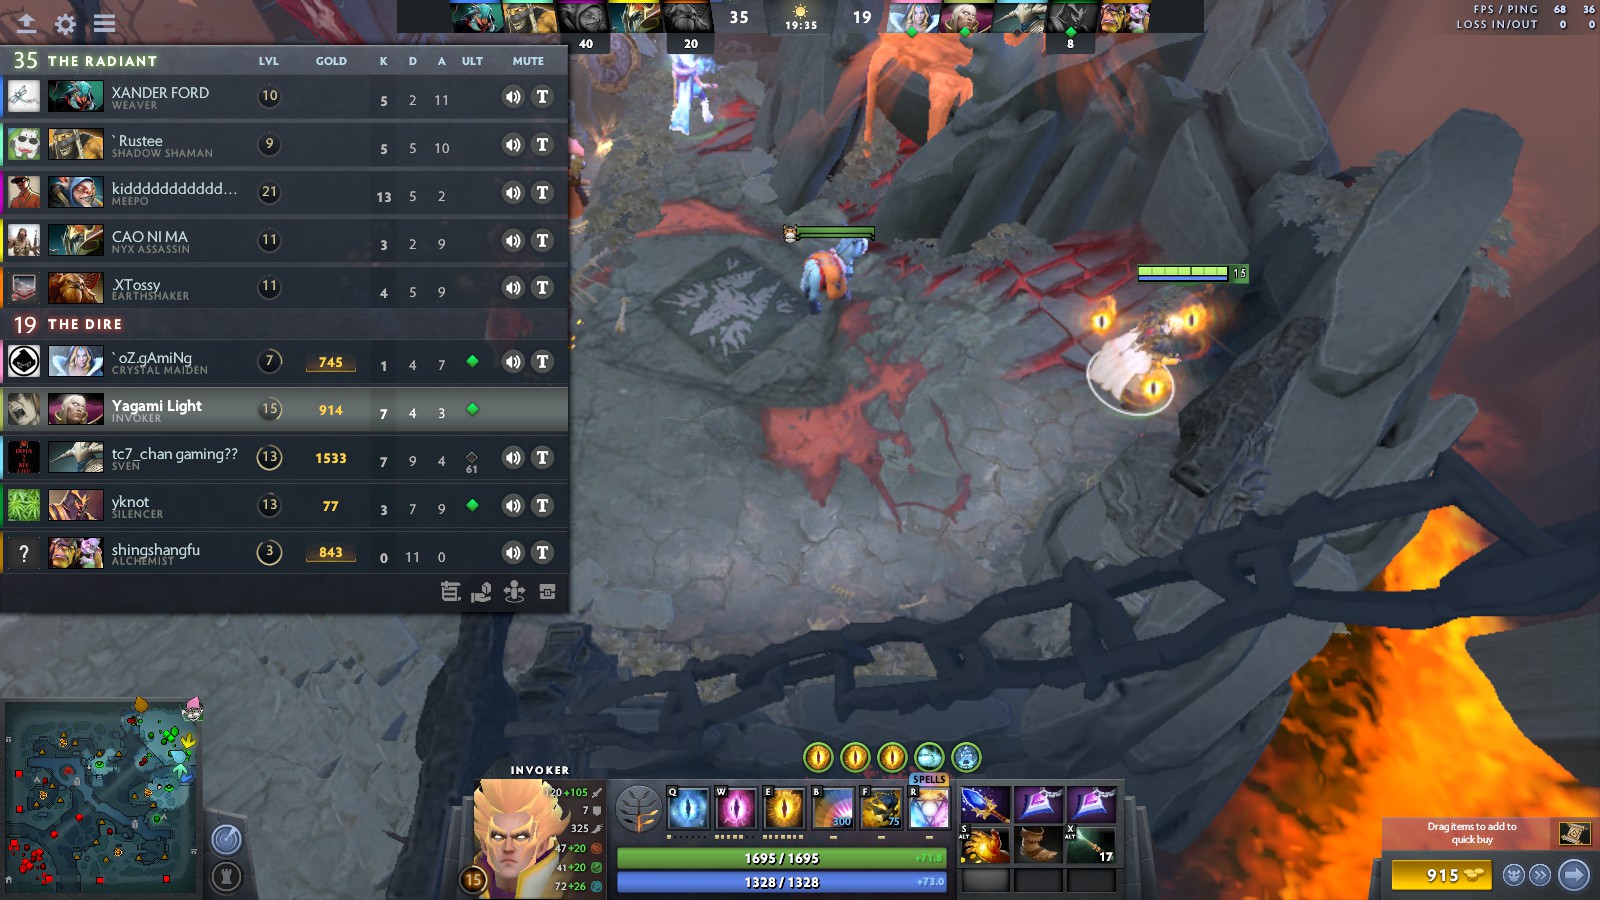 35 19:35 19
40 20 8
FPS / PING 68 36
LOSS IN/OUT 0 0
35 THE RADIANT LVL GOLD K D A ULT MUTE
XANDER FORD 10 5 2 11 T
WEAVER
`Rustee 9 5 5 10 T
SHADOW SHAMAN
kidddddddddddd... 21 13 5 2 T
MEEPO
CAO NI MA 11 3 2 9 T
NYX ASSASSIN
.XTossy 11 4 5 9 T
EARTHSHAKER
19 THE DIRE
`oZ.gAmiNg 7 745 1 4 7 T
CRYSTAL MAIDEN
Yagami Light 15 914 7 4 3
INVOKER
tc7_chan gaming?? 13 1533 7 9 4 61 T
SVEN
yknot 13 77 3 7 9 T
SILENCER
? shingshangfu 3 843 0 11 0 T
ALCHEMIST
15
INVOKER
SPELLS
120+105
7
325
47+20
41+20
72+26
15
Q W E B F R
300 75
1695 / 1695
1328 / 1328 +73.0
S ALT
X ALT
17
Drag items to add to
quick buy
915